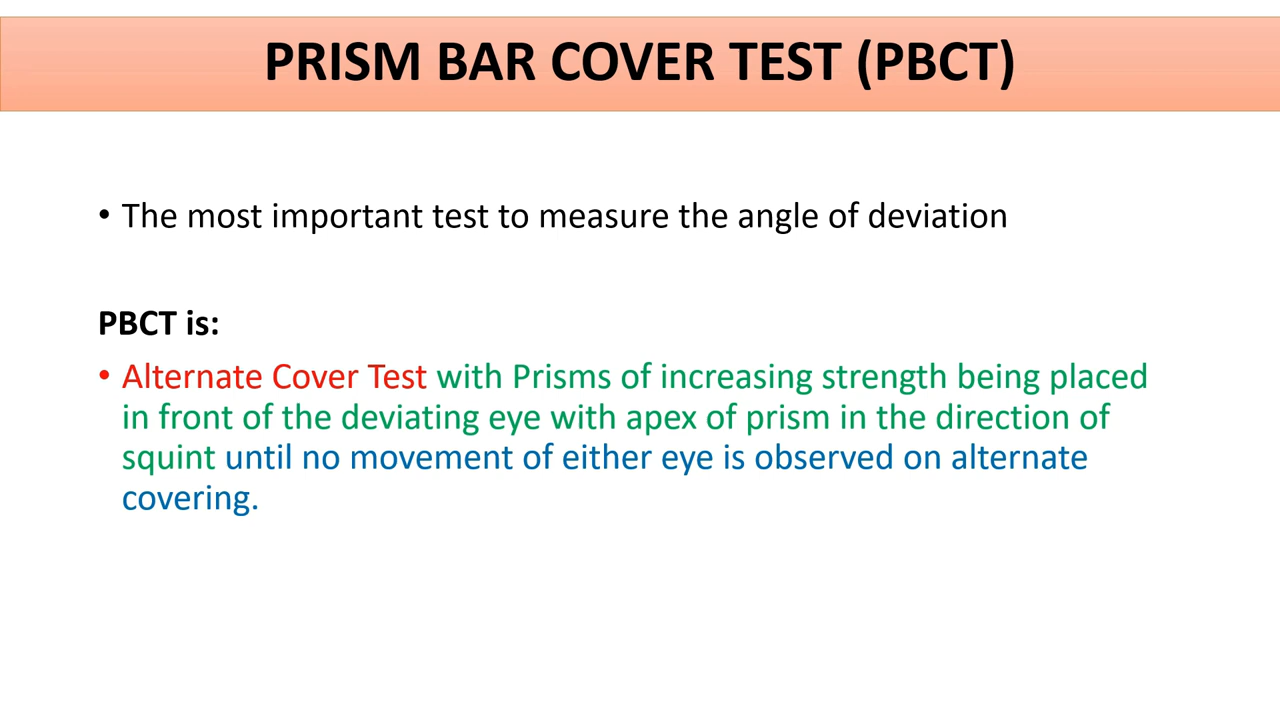 PRISM BAR COVER TEST (PBCT)
• The most important test to measure the angle of deviation
PBCT is:
• Alternate Cover Test with Prisms of increasing strength being placed
in front of the deviating eye with apex of prism in the direction of
squint until no movement of either eye is observed on alternate
covering.